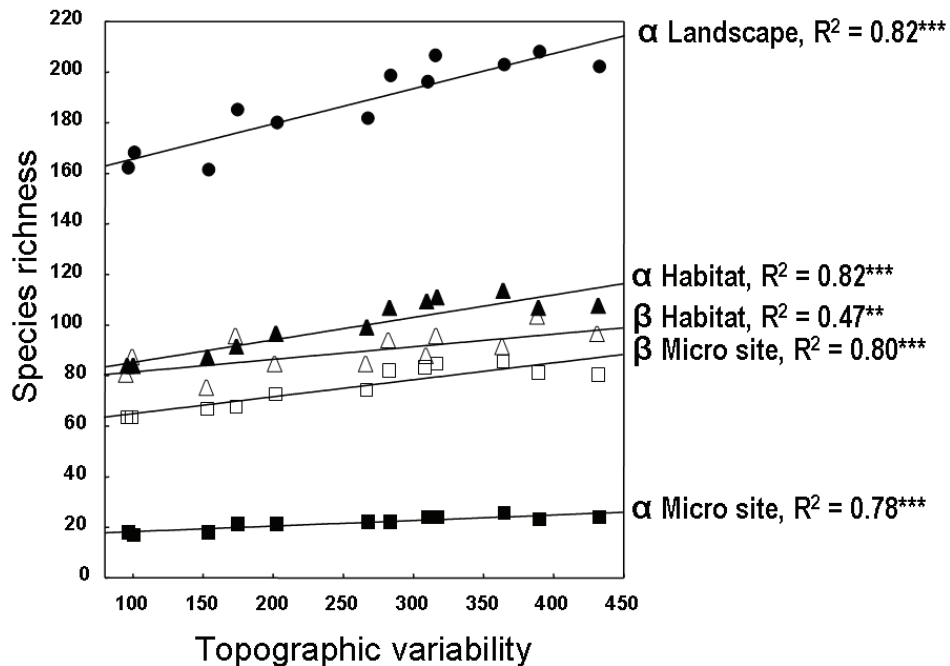 220
200
180
160
140
120
100
80
60
40
20
0
Species richness
100 150 200 250 300 350 400 450
Topographic variability
α Landscape, R² = 0.82***
α Habitat, R² = 0.82***
β Habitat, R² = 0.47**
β Micro site, R² = 0.80***
α Micro site, R² = 0.78***